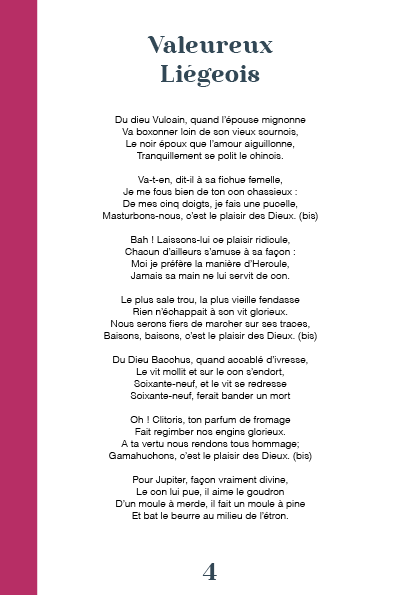 Valeureux
Liégeois
Du dieu Vulcain, quand l'épouse mignonne
Va boxonner loin de son vieux sournois,
Le noir époux que l'amour aiguillonne,
Tranquillement se polit le chinois.
Va-t-en, dit-il à sa fichue femelle,
Je me fous bien de ton con chassieux :
De mes cinq doigts, je fais une pucelle,
Masturbons-nous, c'est le plaisir des Dieux. (bis)
Bah ! Laissons-lui ce plaisir ridicule,
Chacun d'ailleurs s'amuse à sa façon :
Moi je préfère la manière d'Hercule,
Jamais sa main ne lui servit de con.
Le plus sale trou, la plus vieille fendasse
Rien n'échappait à son vit glorieux.
Nous serons fiers de marcher sur ses traces,
Baisons, baisons, c'est le plaisir des Dieux. (bis)
Du Dieu Bacchus, quand accablé d'ivresse,
Le vit mollit et sur le con s'endort,
Soixante-neuf, et le vit se redresse
Soixante-neuf, ferait bander un mort
Oh ! Clitoris, ton parfum de fromage
Fait regimber nos engins glorieux.
A ta vertu nous rendons tous hommage;
Gamahuchons, c'est le plaisir des Dieux. (bis)
Pour Jupiter, façon vraiment divine,
Le con lui pue, il aime le goudron
D'un moule à merde, il fait un moule à pine
Et bat le beurre au milieu de l'étron.
4